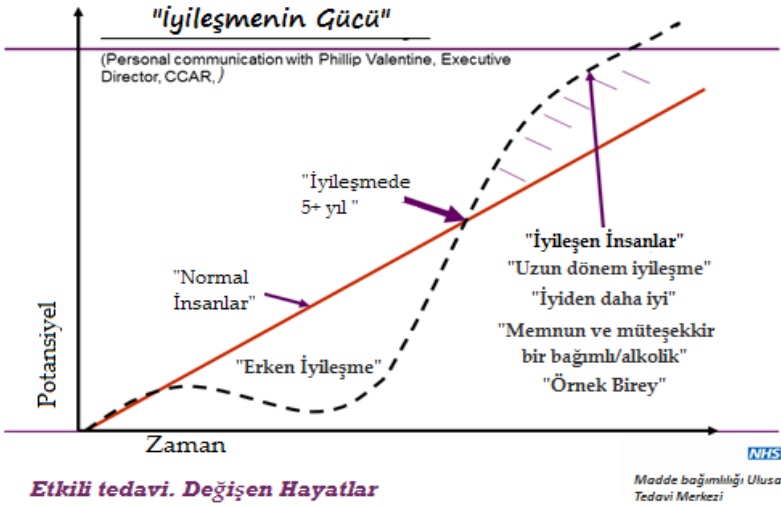 "İyileşmenin Gücü"
(Personal communication with Phillip Valentine, Executive
Director, CCAR, )
"İyileşmede
5+ yıl "
"Normal
İnsanlar"
"Erken İyileşme"
"İyileşen İnsanlar"
"Uzun dönem iyileşme"
"İyiden daha iyi"
"Memnun ve müteşekkir
bir bağımlı/alkolik"
"Örnek Birey"
Potansiyel
Zaman
NHS
Etkili tedavi. Değişen Hayatlar
Madde bağımlılığı Ulusa
Tedavi Merkezi